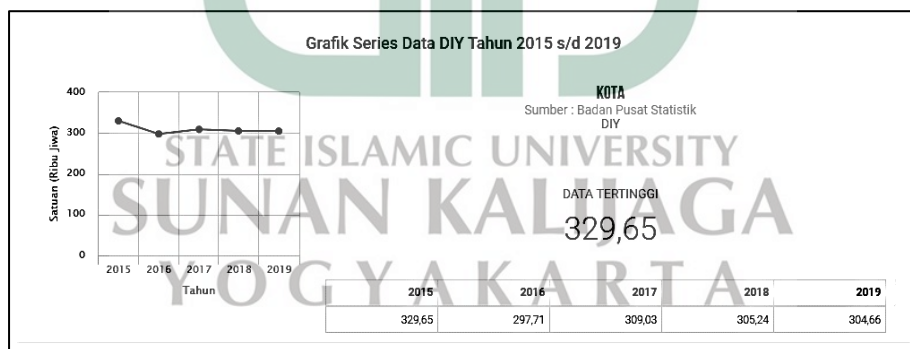 Grafik Series Data DIY Tahun 2015 s/d 2019
400
300
200
100
0
Satuan (Ribu Jiwa)
2015 2016 2017 2018 2019
Tahun
KOTA
Sumber : Badan Pusat Statistik
DIY
DATA TERTINGGI
329,65
2015 2016 2017 2018 2019
329,65 297,71 309,03 305,24 304,66
STATE ISLAMIC UNIVERSITY
SUNAN KALIJAGA
YOGYAKARTA